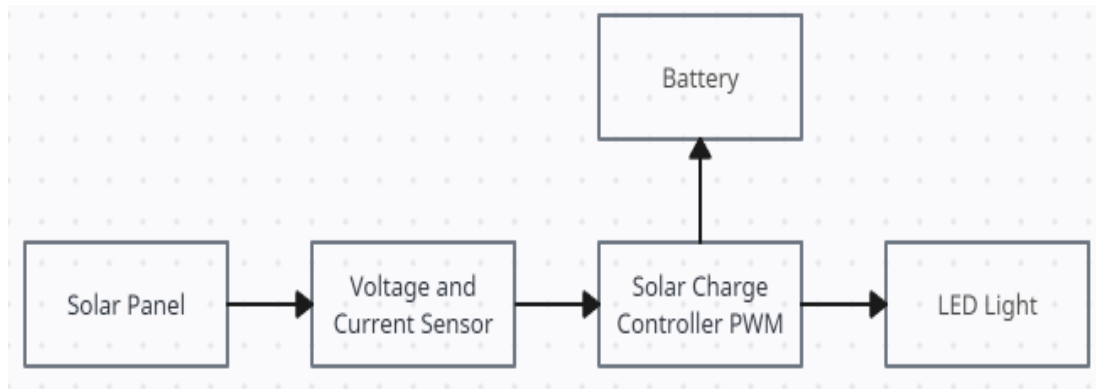 Battery
Solar Panel
Voltage and
Current Sensor
Solar Charge
Controller PWM
LED Light